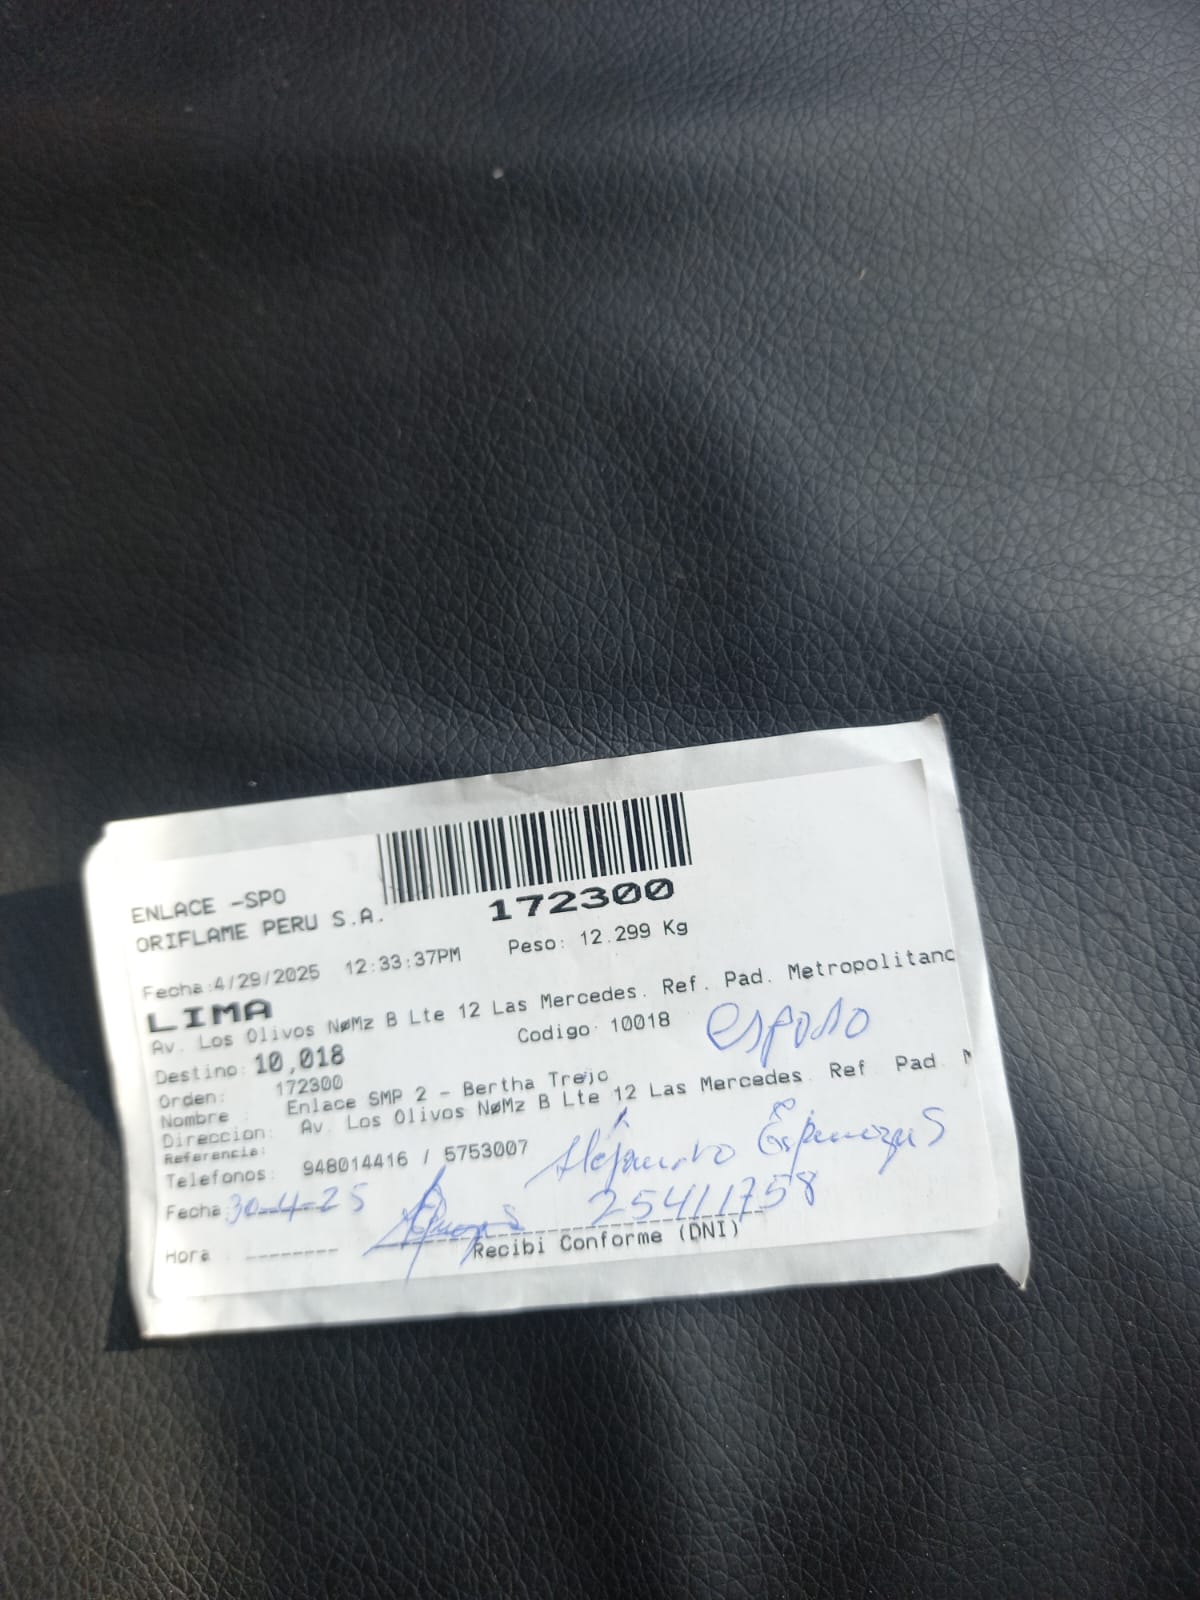 172300
ENLACE -SPO
ORIFLAME PERU S.A.
Fecha:4/29/2025 12:33:37PM Peso: 12.299 Kg
LIMA
Av. Los Olivos NøMz B Lte 12 Las Mercedes. Ref. Pad. Metropolitano
Destino: 10,018 Codigo: 10018 esposo
Orden: 172300
Nombre : Enlace SMP 2 - Bertha Trejo
Direccion: Av. Los Olivos NøMz B Lte 12 Las Mercedes. Ref. Pad. M
Referencia:
Telefonos: 948014416 / 5753007
Alejandro Espinoza S
Fecha 30-4-25 25411758
Hora -------- Recibi Conforme (DNI)